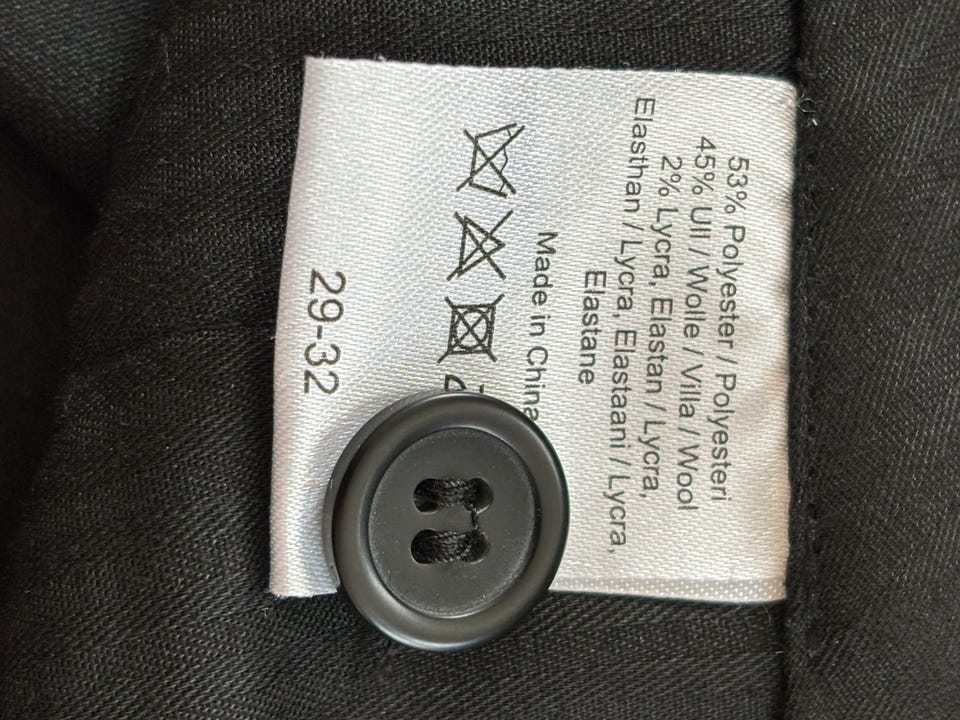 53% Polyester / Polyesteri
45% Ull / Wolle / Villa / Wool
2% Lycra, Elastan / Lycra,
Elasthan / Lycra, Elastaani / Lycra,
Elastane
Made in China
29-32